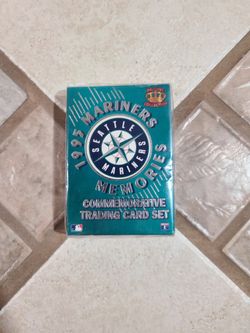 1995 MARINERS
SEATTLE
MARINERS
MEMORIES
COMMEMORATIVE
TRADING CARD SET